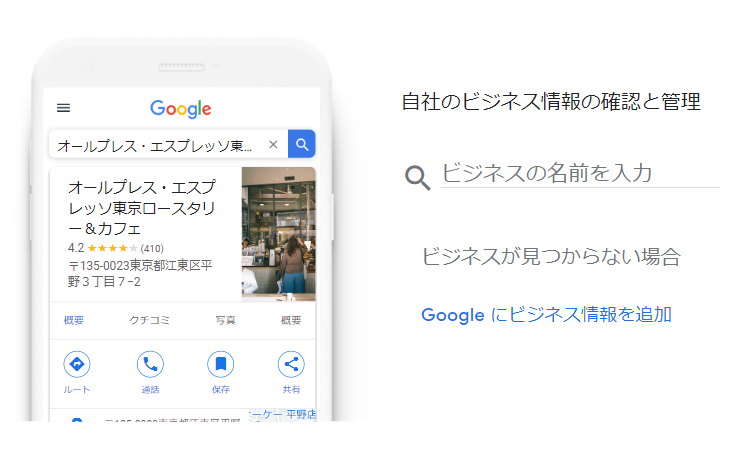 Google
オールプレス・エスプレッソ東...
オールプレス・エスプ
レッソ東京ロースタリ
ー＆カフェ
4.2 ★★★★★ (410)
〒135-0023東京都江東区平
野３丁目７−２
概要 クチコミ 写真 概要
ルート 通話 保存 共有
ーケー 平野店
自社のビジネス情報の確認と管理
ビジネスの名前を入力
ビジネスが見つからない場合
Google にビジネス情報を追加